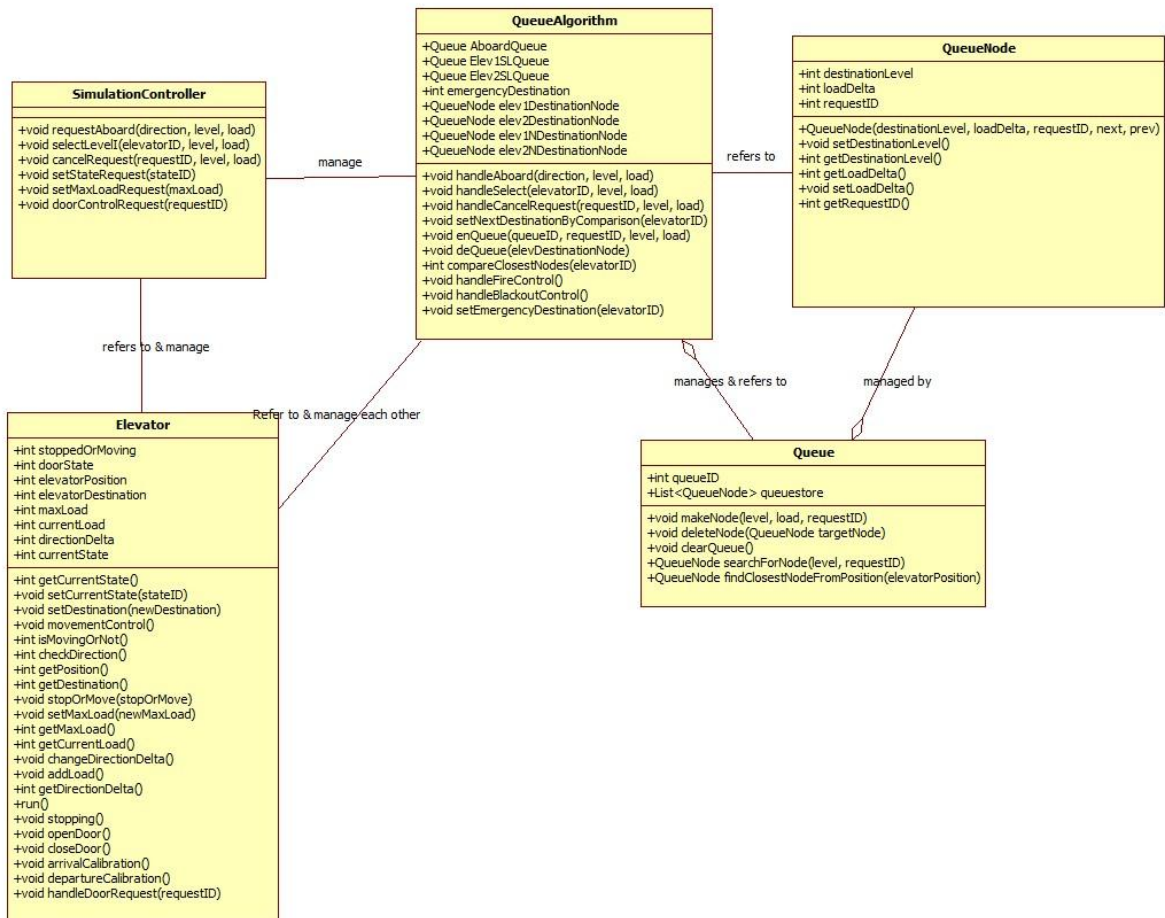 QueueAlgorithm
+Queue AboardQueue
+Queue Elev1SLQueue
+Queue Elev2SLQueue
+int emergencyDestination
+QueueNode elev1DestinationNode
+QueueNode elev2DestinationNode
+QueueNode elev1NDestinationNode
+QueueNode elev2NDestinationNode
+void handleAboard(direction, level, load)
+void handleSelect(elevatorID, level, load)
+void handleCancelRequest(requestID, level, load)
+void setNextDestinationByComparison(elevatorID)
+void enQueue(queueID, requestID, level, load)
+void deQueue(elevDestinationNode)
+int compareClosestNodes(elevatorID)
+void handleFireControl()
+void handleBlackoutControl()
+void setEmergencyDestination(elevatorID)
QueueNode
+int destinationLevel
+int loadDelta
+int requestID
+QueueNode(destinationLevel, loadDelta, requestID, next, prev)
+void setDestinationLevel()
+int getDestinationLevel()
+int getLoadDelta()
+void setLoadDelta()
+int getRequestID()
SimulationController
+void requestAboard(direction, level, load)
+void selectLevelI(elevatorID, level, load)
+void cancelRequest(requestID, level, load)
+void setStateRequest(stateID)
+void setMaxLoadRequest(maxLoad)
+void doorControlRequest(requestID)
manage
refers to
refers to & manage
manages & refers to
managed by
Refer to & manage each other
Elevator
+int stoppedOrMoving
+int doorState
+int elevatorPosition
+int elevatorDestination
+int maxLoad
+int currentLoad
+int directionDelta
+int currentState
+int getCurrentState()
+void setCurrentState(stateID)
+void setDestination(newDestination)
+void movementControl()
+int isMovingOrNot()
+int checkDirection()
+int getPosition()
+int getDestination()
+void stopOrMove(stopOrMove)
+void setMaxLoad(newMaxLoad)
+int getMaxLoad()
+int getCurrentLoad()
+void changeDirectionDelta()
+void addLoad()
+int getDirectionDelta()
+run()
+void stopping()
+void openDoor()
+void closeDoor()
+void arrivalCalibration()
+void departureCalibration()
+void handleDoorRequest(requestID)
Queue
+int queueID
+List<QueueNode> queuestore
+void makeNode(level, load, requestID)
+void deleteNode(QueueNode targetNode)
+void clearQueue()
+QueueNode searchForNode(level, requestID)
+QueueNode findClosestNodeFromPosition(elevatorPosition)